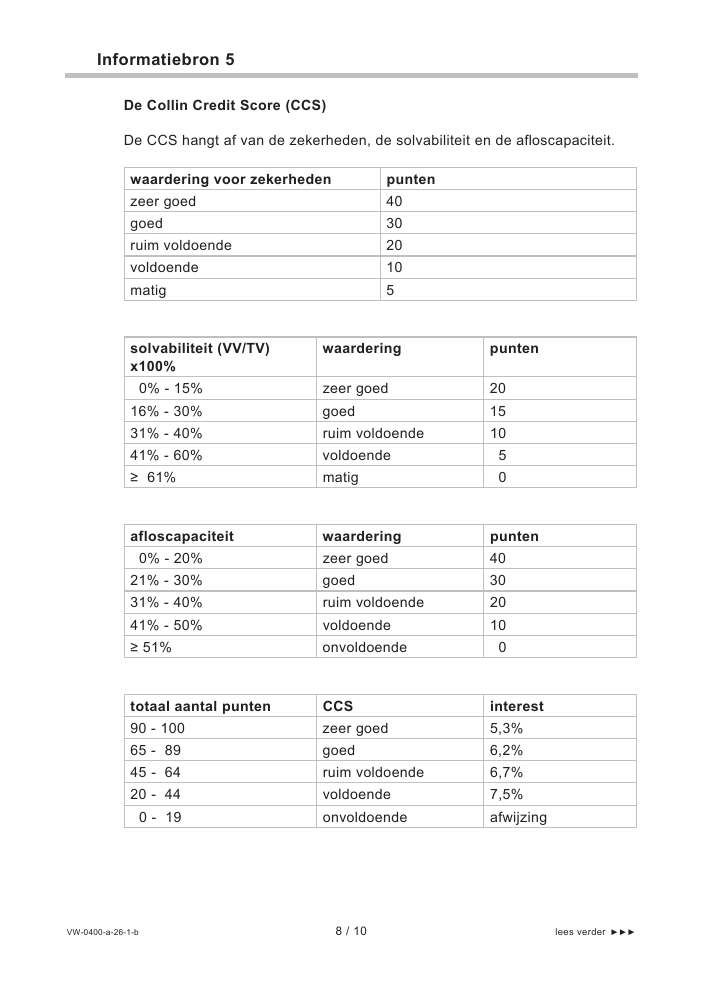 Informatiebron 5
De Collin Credit Score (CCS)
De CCS hangt af van de zekerheden, de solvabiliteit en de afloscapaciteit.
waardering voor zekerheden punten
zeer goed 40
goed 30
ruim voldoende 20
voldoende 10
matig 5
solvabiliteit (VV/TV) waardering punten
x100%
0% - 15% zeer goed 20
16% - 30% goed 15
31% - 40% ruim voldoende 10
41% - 60% voldoende 5
≥ 61% matig 0
afloscapaciteit waardering punten
0% - 20% zeer goed 40
21% - 30% goed 30
31% - 40% ruim voldoende 20
41% - 50% voldoende 10
≥ 51% onvoldoende 0
totaal aantal punten CCS interest
90 - 100 zeer goed 5,3%
65 - 89 goed 6,2%
45 - 64 ruim voldoende 6,7%
20 - 44 voldoende 7,5%
0 - 19 onvoldoende afwijzing
VW-0400-a-26-1-b 8 / 10 lees verder ►►►